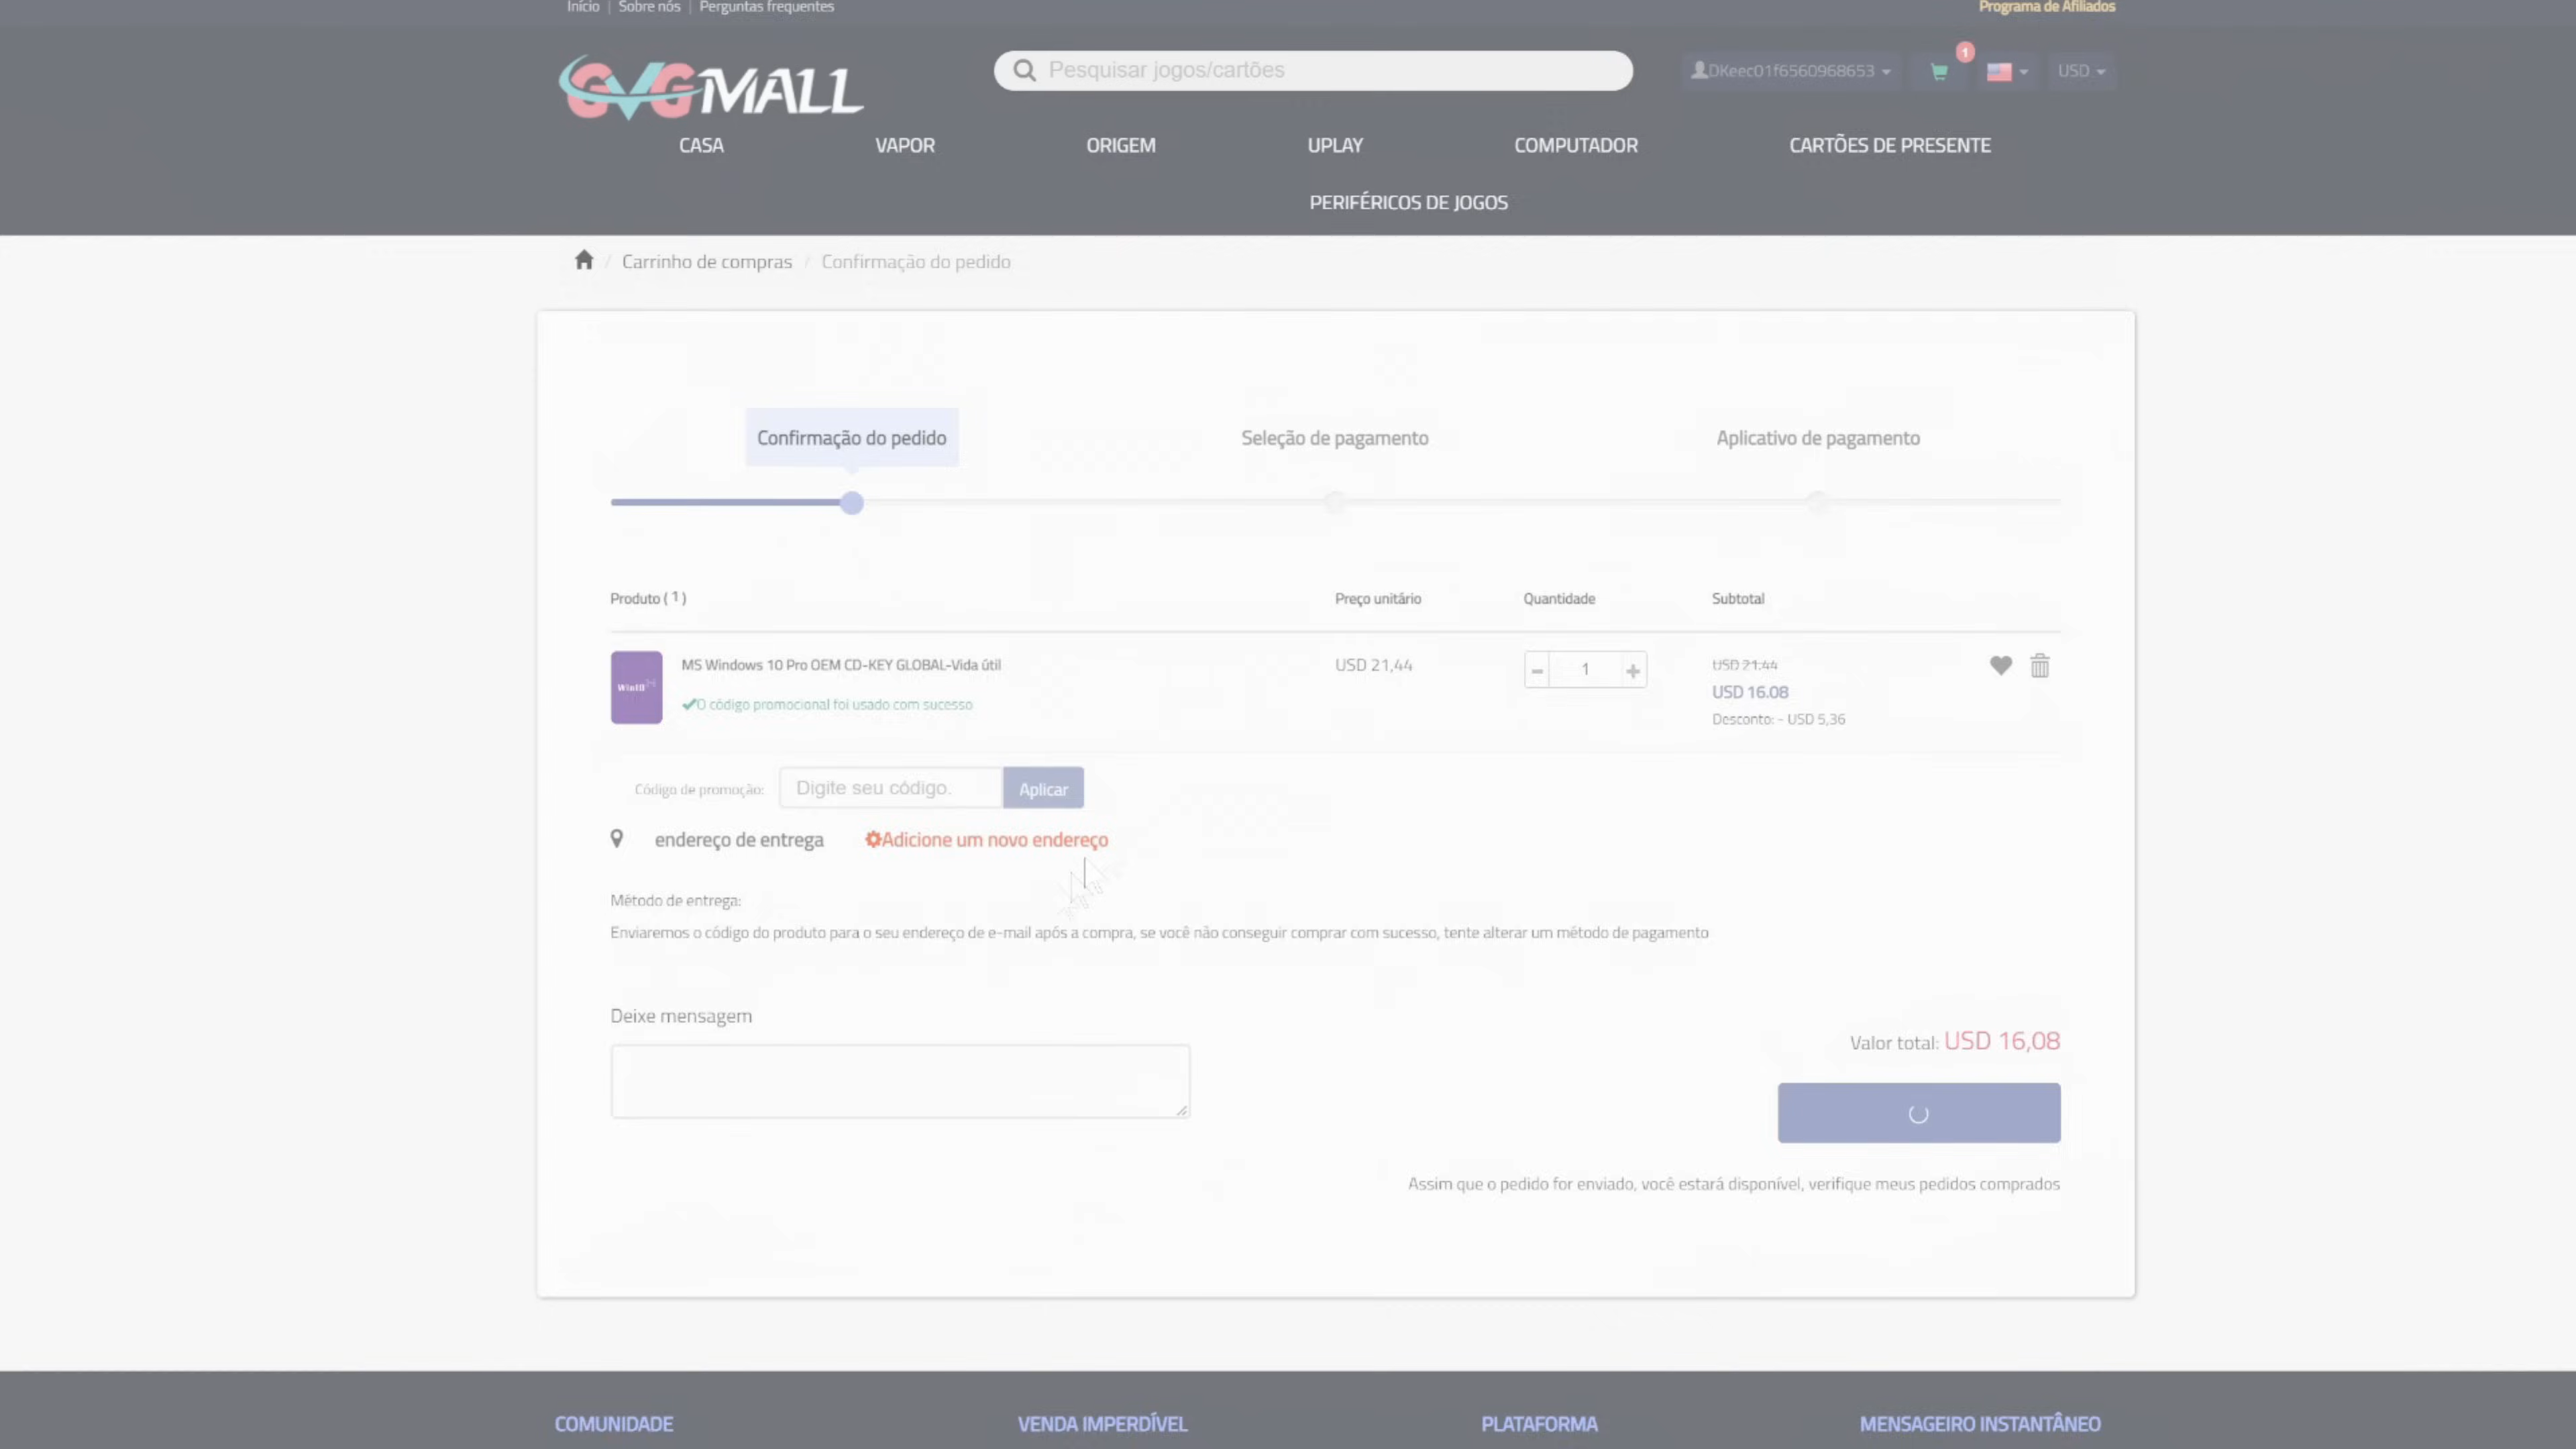 Início | Sobre nós | Perguntas frequentes
Programa de Afiliados
GVGMALL
Pesquisar jogos/cartões
DKeec01f6560968653
1
USD
CASA
VAPOR
ORIGEM
UPLAY
COMPUTADOR
CARTÕES DE PRESENTE
PERIFÉRICOS DE JOGOS
/ Carrinho de compras / Confirmação do pedido
Confirmação do pedido
Seleção de pagamento
Aplicativo de pagamento
Produto ( 1 )
Preço unitário
Quantidade
Subtotal
Win10
MS Windows 10 Pro OEM CD-KEY GLOBAL-Vida útil
USD 21,44
- 1 +
USD 21.44
USD 16.08
O código promocional foi usado com sucesso
Desconto: - USD 5,36
Código de promoção:
Digite seu código.
Aplicar
endereço de entrega
Adicione um novo endereço
Método de entrega:
Enviaremos o código do produto para o seu endereço de e-mail após a compra, se você não conseguir comprar com sucesso, tente alterar um método de pagamento
Deixe mensagem
Valor total: USD 16,08
Assim que o pedido for enviado, você estará disponível, verifique meus pedidos comprados
COMUNIDADE
VENDA IMPERDÍVEL
PLATAFORMA
MENSAGEIRO INSTANTÂNEO